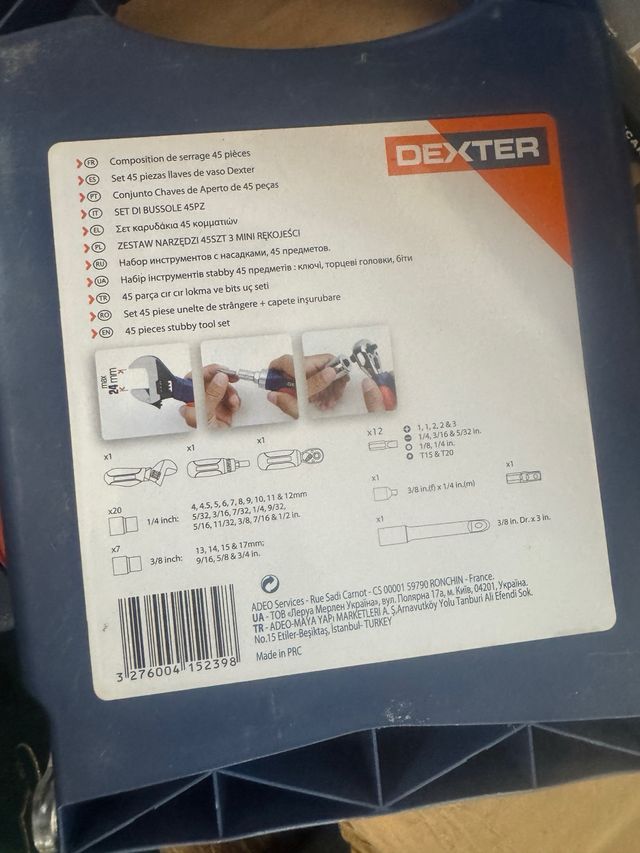 DEXTER
FR Composition de serrage 45 pièces
ES Set 45 piezas llaves de vaso Dexter
PT Conjunto Chaves de Aperto de 45 peças
IT SET DI BUSSOLE 45PZ
EL Σετ καρυδάκια 45 κομματιών
PL ZESTAW NARZĘDZI 45SZT 3 MINI RĘKOJEŚCI
RU Набор инструментов с насадками, 45 предметов.
UA Набір інструментів stabby 45 предметів : ключі, торцеві головки, біти
TR 45 parça cır cır lokma ve bits uç seti
RO Set 45 piese unelte de strângere + capete inșurubare
EN 45 pieces stubby tool set
max
24 mm
x1
x1
x1
x12
1, 1, 2, 2 & 3
1/4, 3/16 & 5/32 in.
1/8, 1/4 in.
T15 & T20
x20
1/4 inch:
4, 4.5, 5, 6, 7, 8, 9, 10, 11 & 12mm
5/32, 3/16, 7/32, 1/4, 9/32,
5/16, 11/32, 3/8, 7/16 & 1/2 in.
x1
3/8 in.(f) x 1/4 in.(m)
x1
x7
3/8 inch:
13, 14, 15 & 17mm;
9/16, 5/8 & 3/4 in.
x1
3/8 in. Dr. x 3 in.
ADEO Services - Rue Sadi Carnot - CS 00001 59790 RONCHIN - France.
UA - ТОВ «Леруа Мерлен Україна», вул. Полярна 17a, м. Київ, 04201, Україна.
TR - ADEO-MAYA YAPI MARKETLERI A. Ş.Arnavutköy Yolu Tanburi Ali Efendi Sok.
No.15 Etiler-Beşiktaş, Istanbul- TURKEY
Made in PRC
3 276004 152398